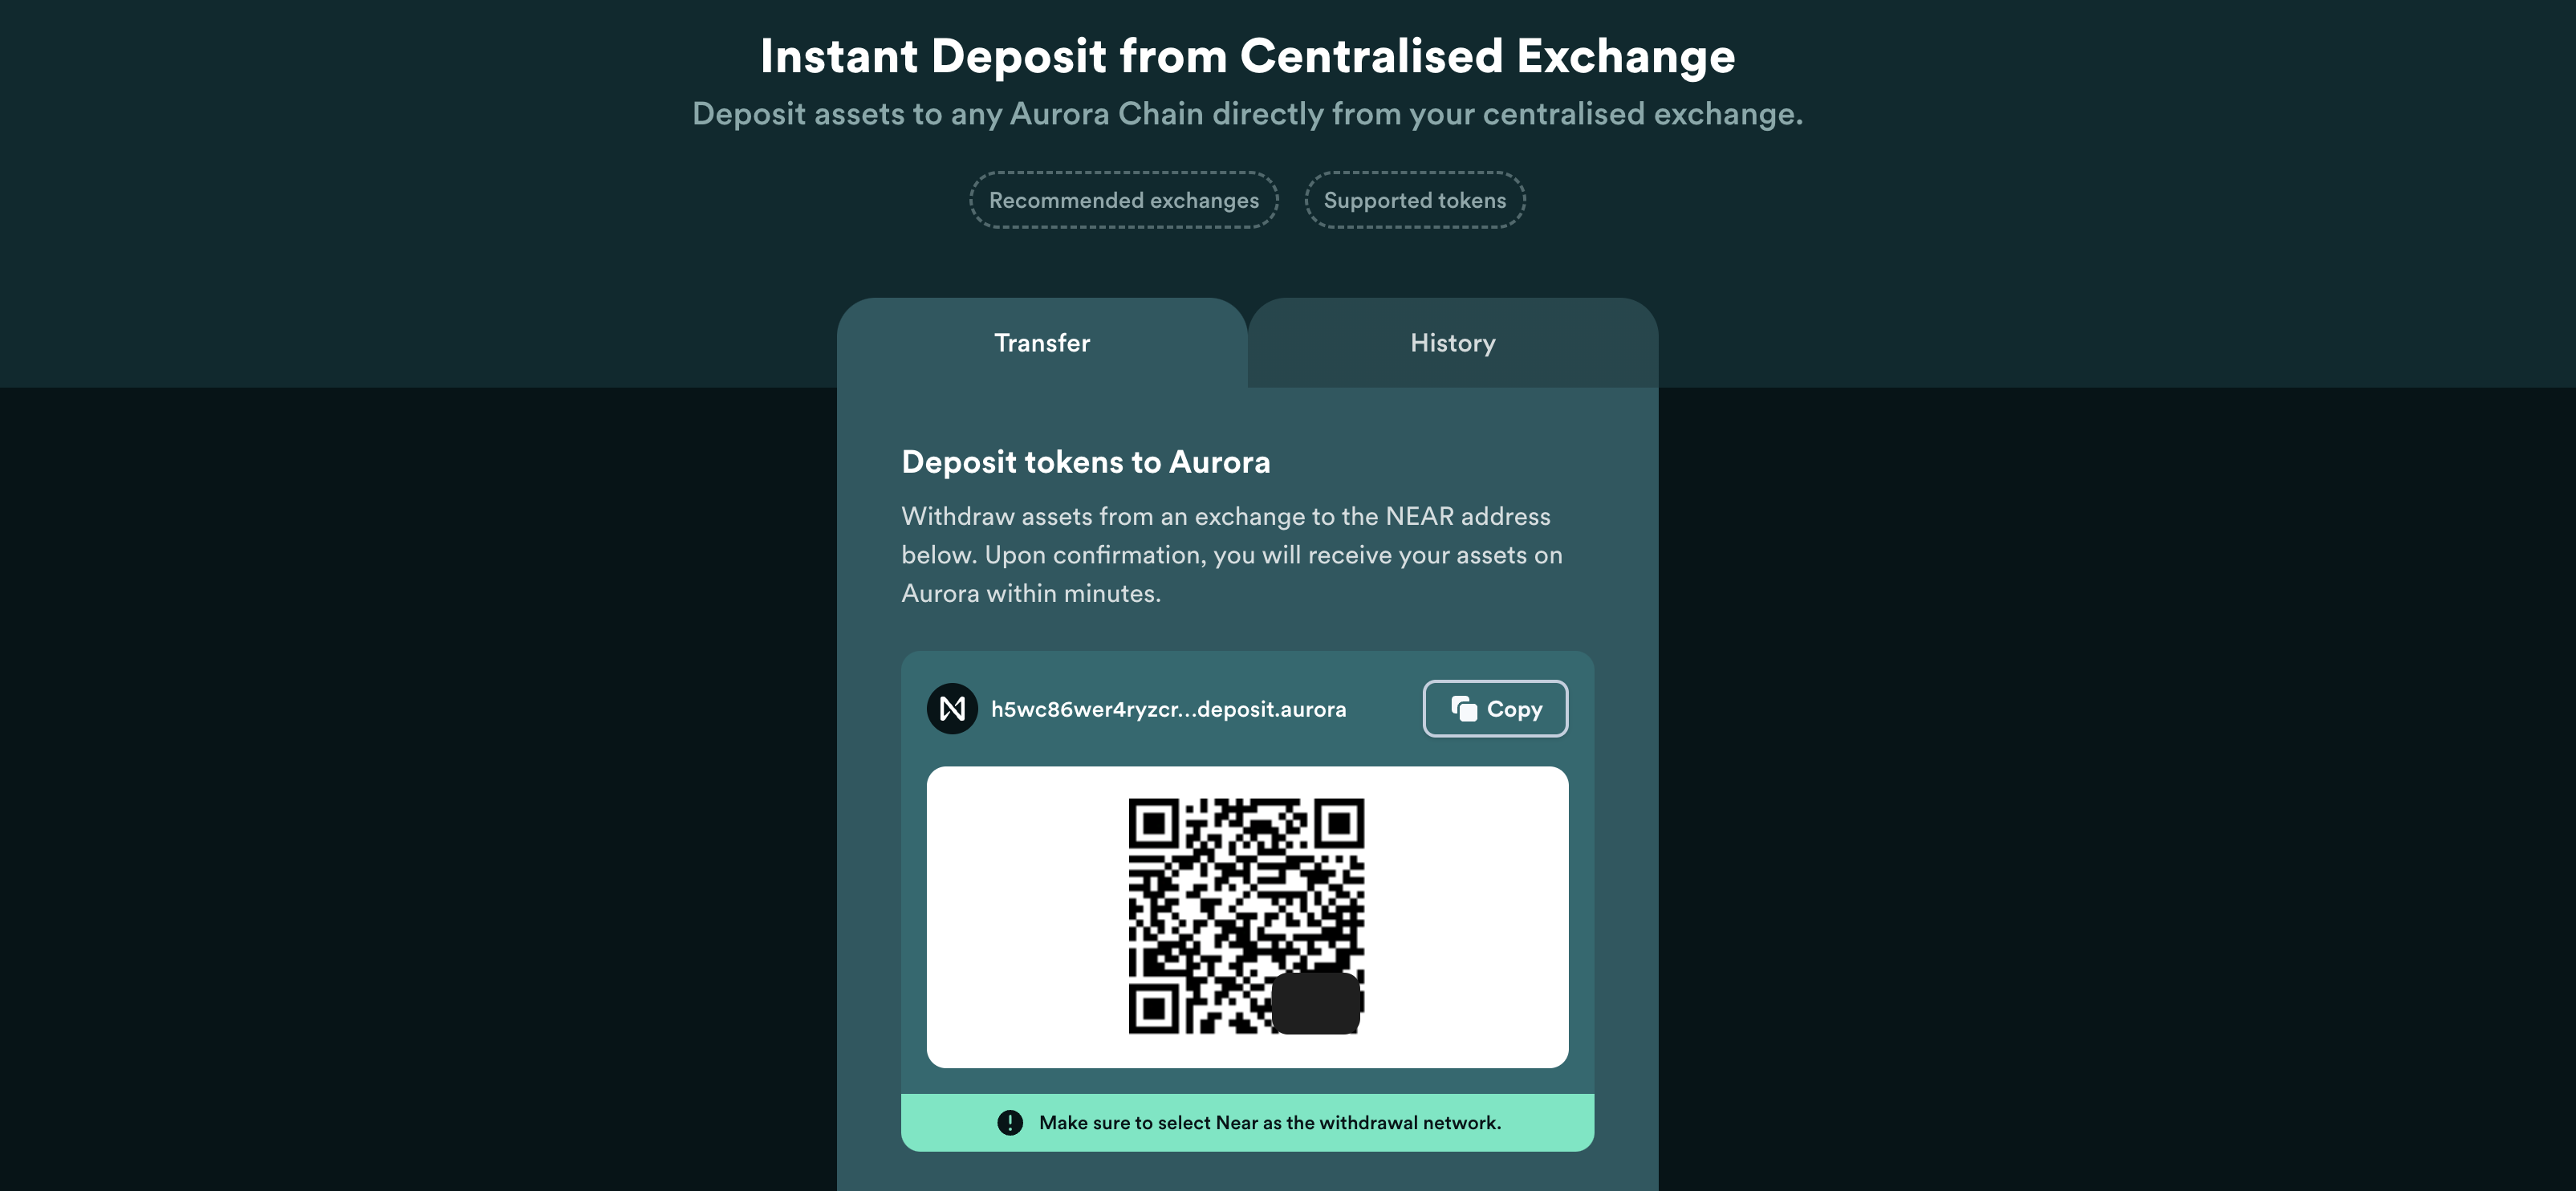 Instant Deposit from Centralised Exchange
Deposit assets to any Aurora Chain directly from your centralised exchange.
Recommended exchanges
Supported tokens
Transfer
History
Deposit tokens to Aurora
Withdraw assets from an exchange to the NEAR address
below. Upon confirmation, you will receive your assets on
Aurora within minutes.
h5wc86wer4ryzcr...deposit.aurora
Copy
Make sure to select Near as the withdrawal network.